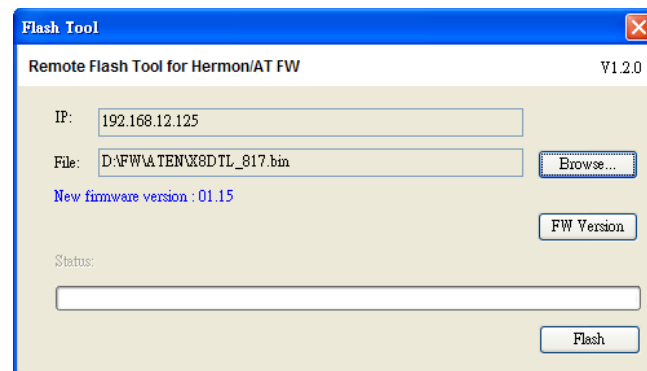 Flash Tool
Remote Flash Tool for Hermon/AT FW V1.2.0
IP: 192.168.12.125
File: D:\FW\ATEN\X8DTL_817.bin Browse...
New firmware version : 01.15
FW Version
Status:
Flash